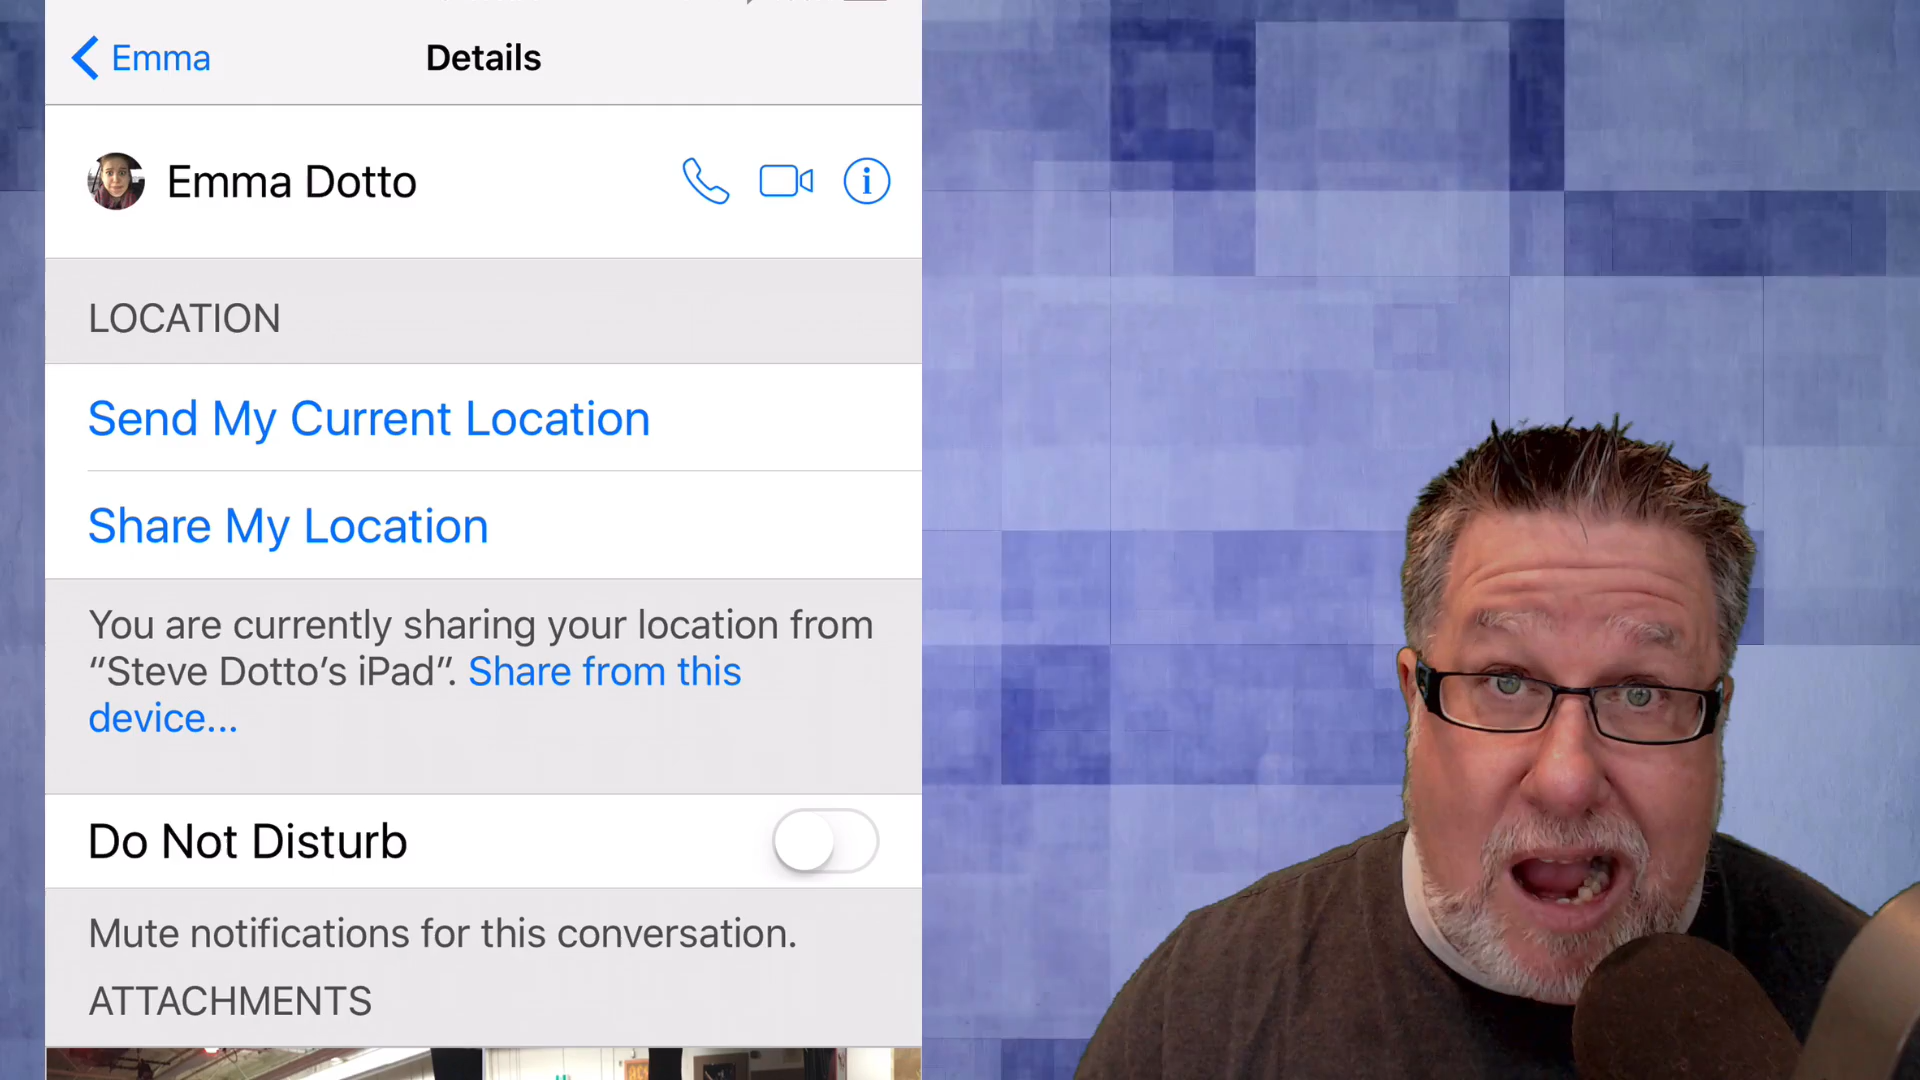 Emma
Details
Emma Dotto
LOCATION
Send My Current Location
Share My Location
You are currently sharing your location from
“Steve Dotto’s iPad”. Share from this
device...
Do Not Disturb
Mute notifications for this conversation.
ATTACHMENTS